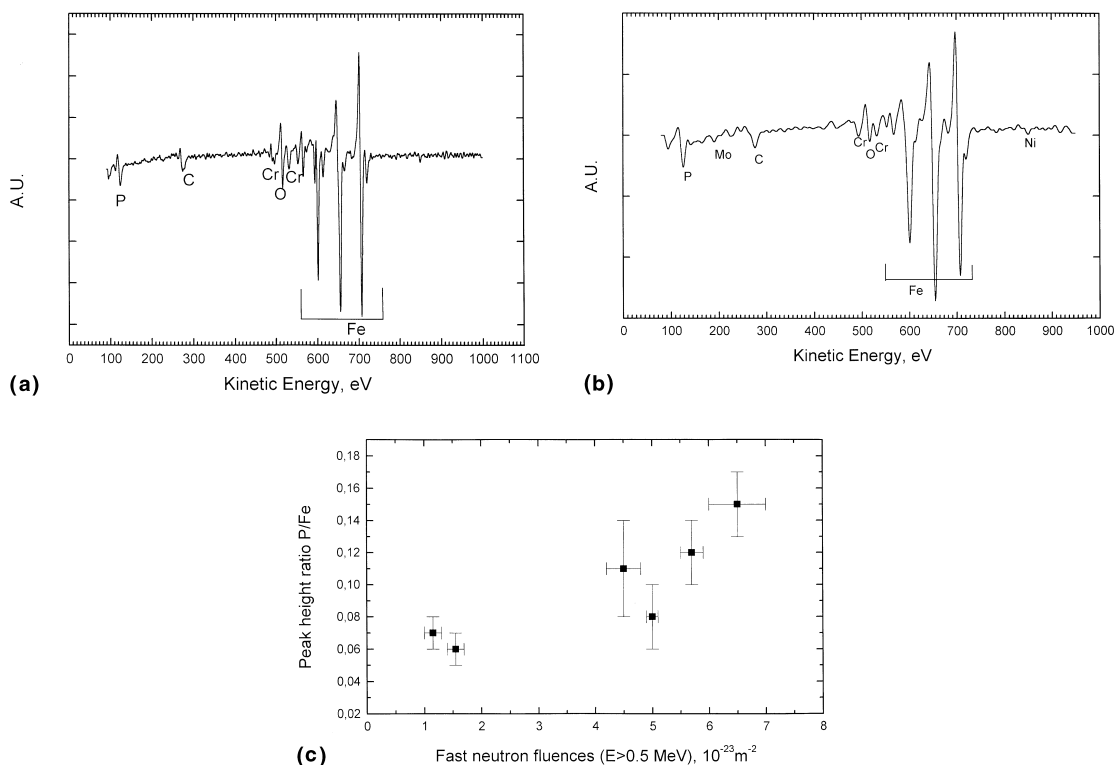 A.U.
P
C
Cr
O
Cr
Fe
0 100 200 300 400 500 600 700 800 900 1000 1100
Kinetic Energy, eV
(a)
A.U.
P
Mo
C
Cr
O
Cr
Ni
Fe
0 100 200 300 400 500 600 700 800 900 1000
Kinetic Energy, eV
(b)
Peak height ratio P/Fe
0,18
0,16
0,14
0,12
0,10
0,08
0,06
0,04
0,02
0 1 2 3 4 5 6 7 8
Fast neutron fluences (E>0.5 MeV), 10⁻²³m⁻²
(c)